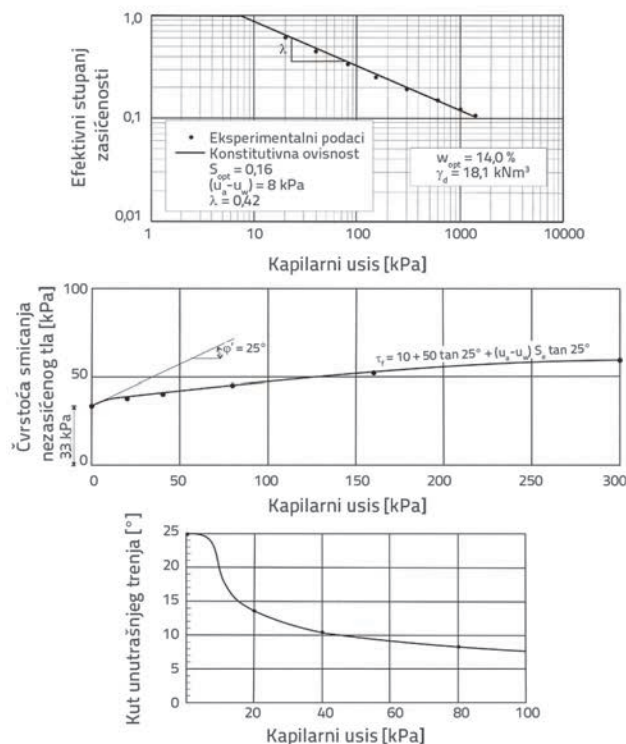 Efektivni stupanj
zasićenosti
1,0
0,1
0,01
λ
• Eksperimentalni podaci
— Konstitutivna ovisnost
S_opt = 0,16
(u_a-u_w) = 8 kPa
λ = 0,42
w_opt = 14,0 %
γ_d = 18,1 kNm³
1 10 100 1000 10000
Kapilarni usis [kPa]
Čvrstoća smicanja
nezasićenog tla [kPa]
100
50
0
33 kPa
φ' = 25°
τ_f = 10 + 50 tan 25° + (u_a-u_w) S_e tan 25°
0 50 100 150 200 250 300
Kapilarni usis [kPa]
Kut unutrašnjeg trenja [°]
25
20
15
10
5
0
20 40 60 80 100
Kapilarni usis [kPa]